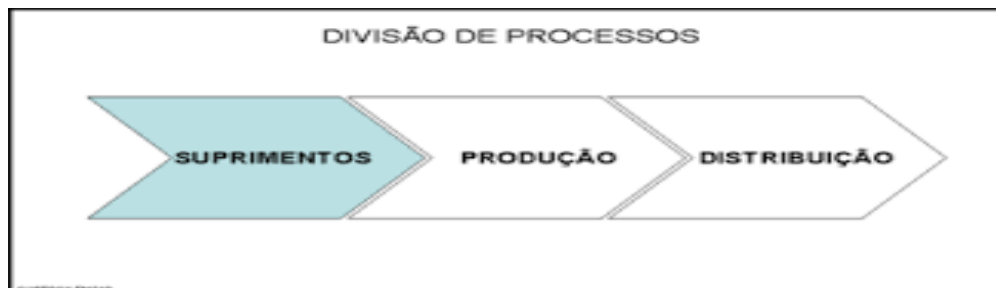 DIVISÃO DE PROCESSOS
SUPRIMENTOS
PRODUÇÃO
DISTRIBUIÇÃO